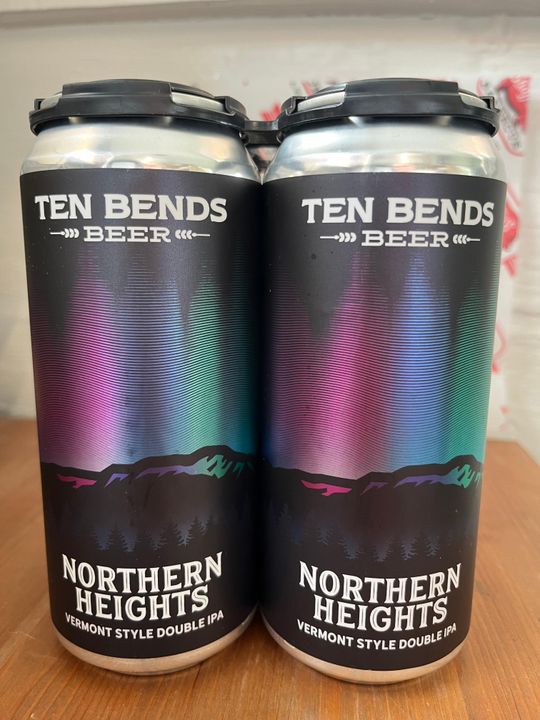 TEN BENDS
BEER
NORTHERN
HEIGHTS
VERMONT STYLE DOUBLE IPA
TEN BENDS
BEER
NORTHERN
HEIGHTS
VERMONT STYLE DOUBLE IPA